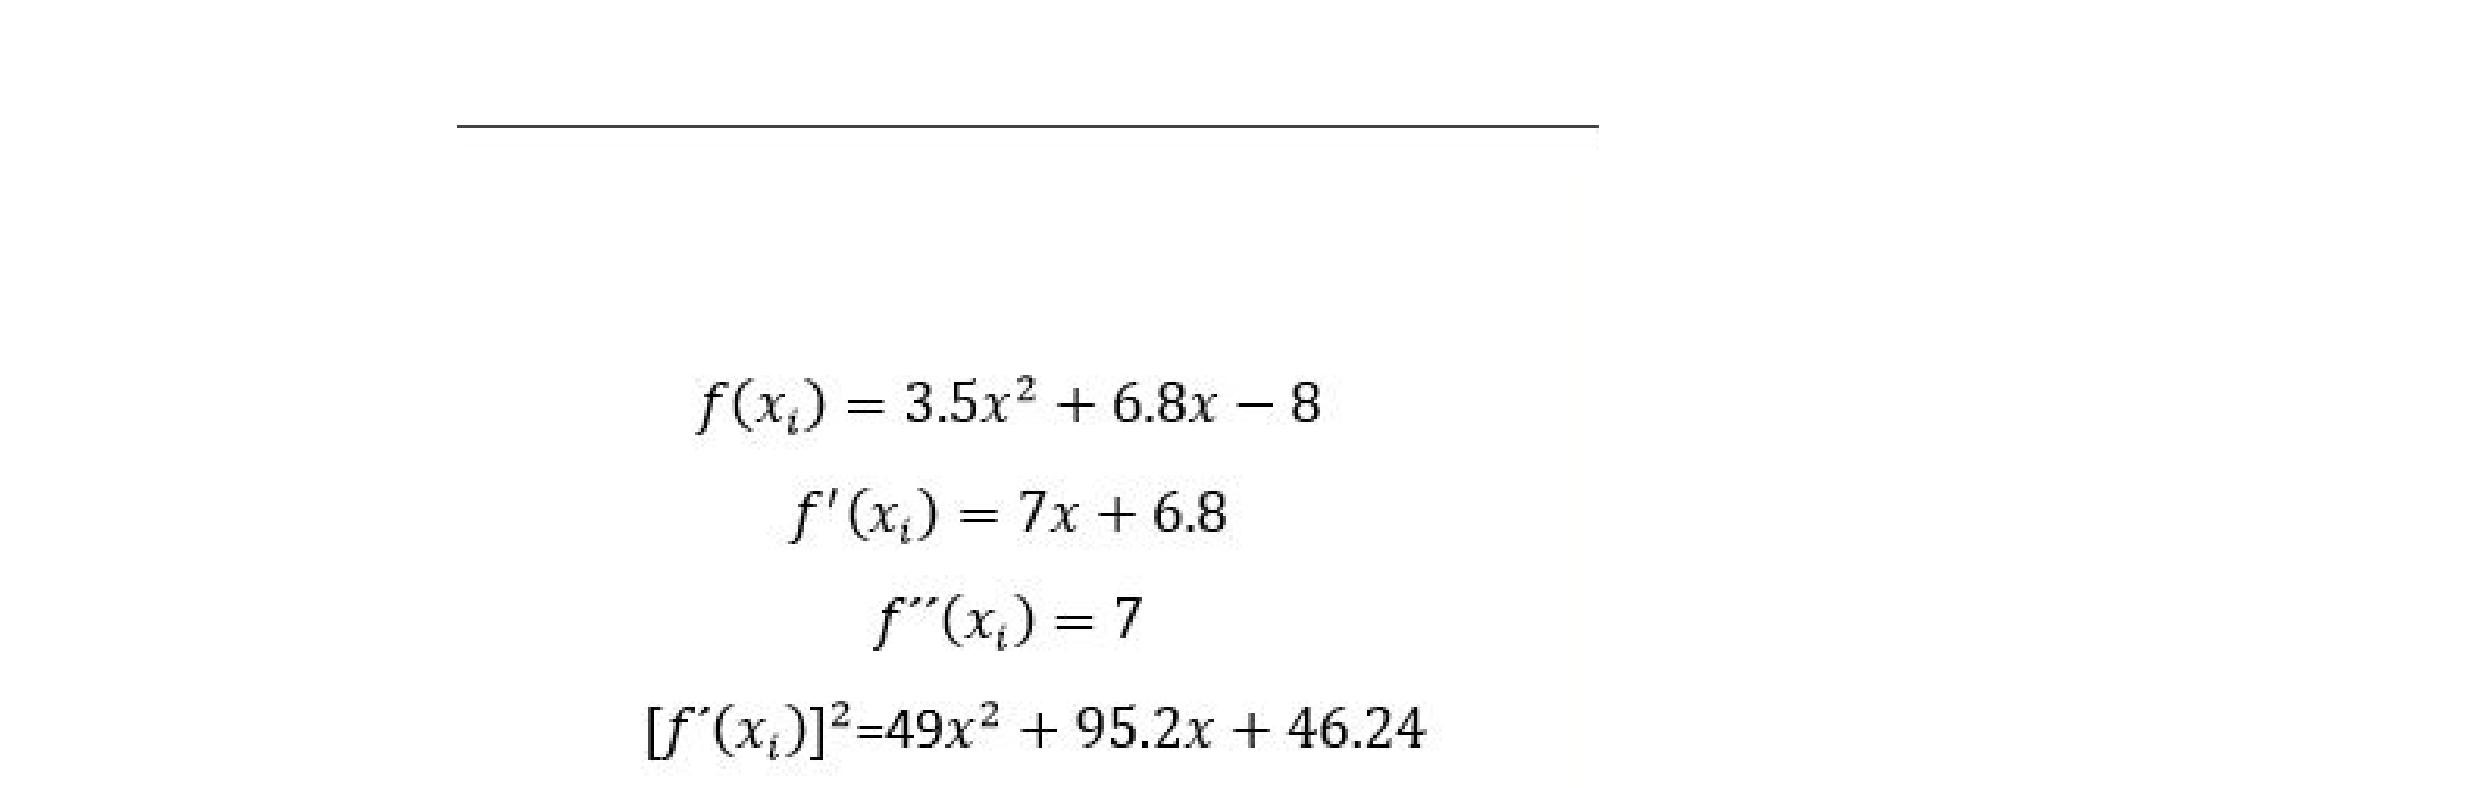 f(xᵢ) = 3.5x² + 6.8x − 8
f'(xᵢ) = 7x + 6.8
f´´(xᵢ) = 7
[f´(xᵢ)]²=49x² + 95.2x + 46.24